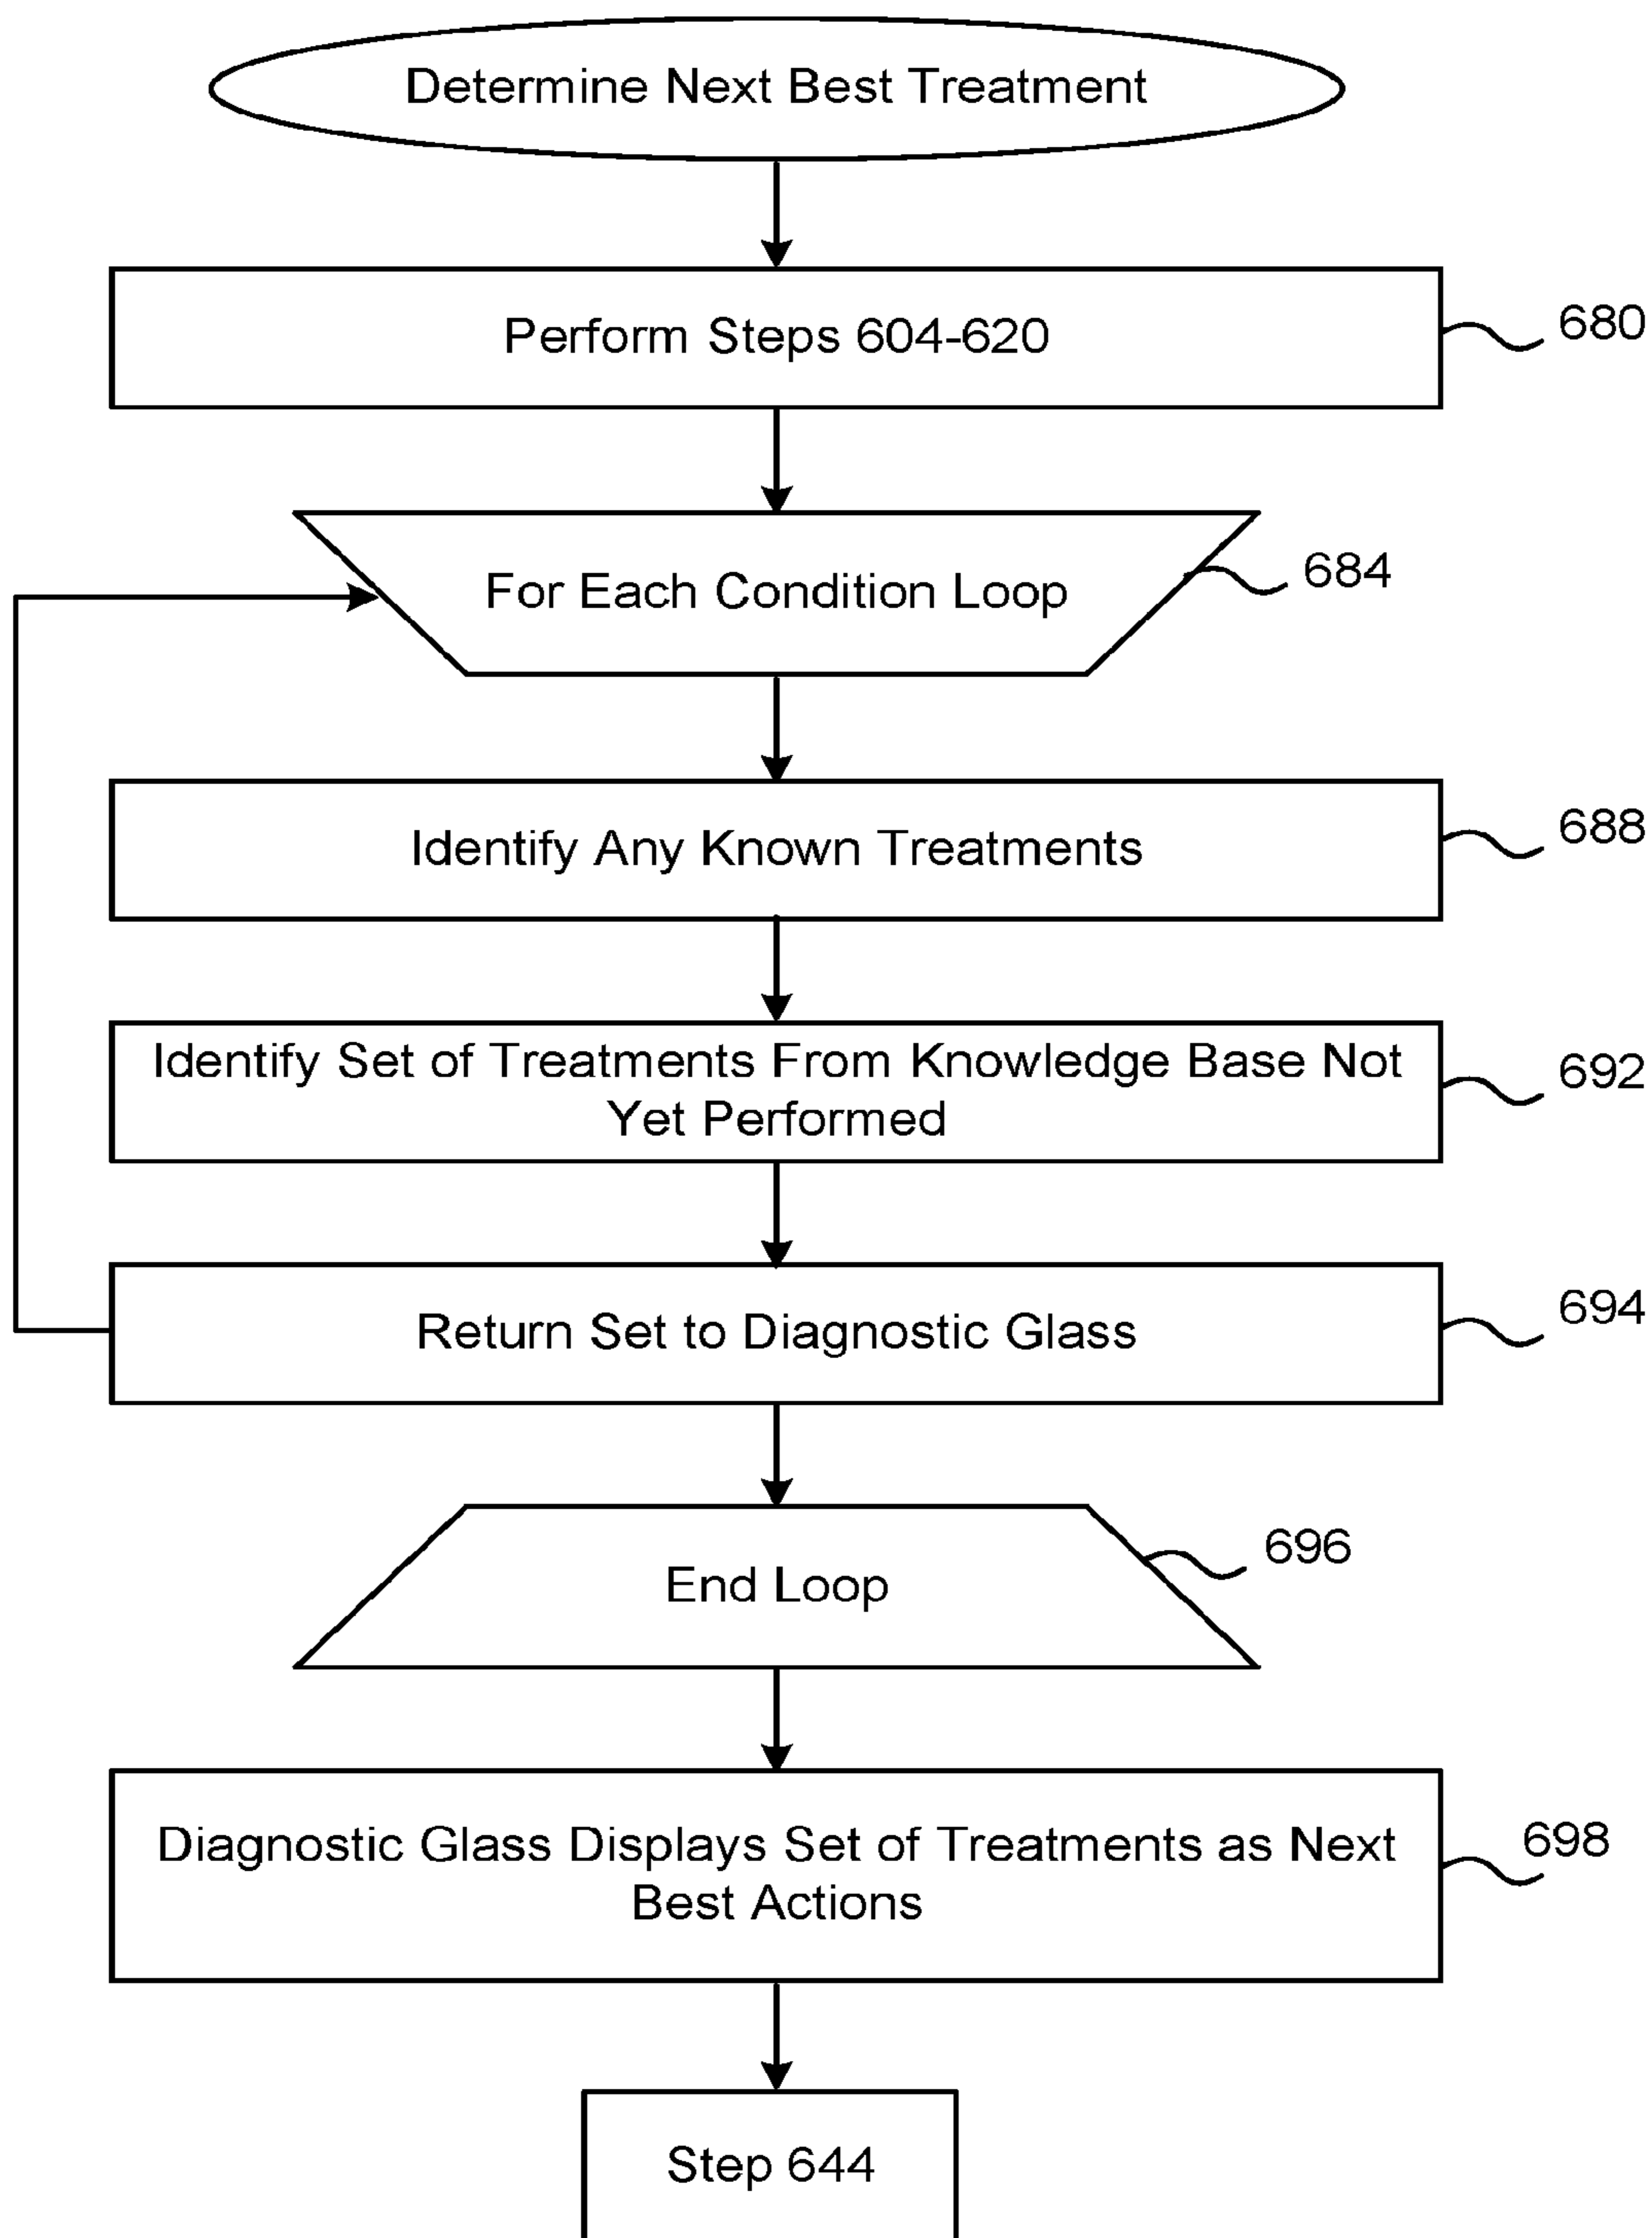 Determine Next Best Treatment
Perform Steps 604-620
680
For Each Condition Loop
684
Identify Any Known Treatments
688
Identify Set of Treatments From Knowledge Base Not
Yet Performed
692
Return Set to Diagnostic Glass
694
End Loop
696
Diagnostic Glass Displays Set of Treatments as Next
Best Actions
698
Step 644